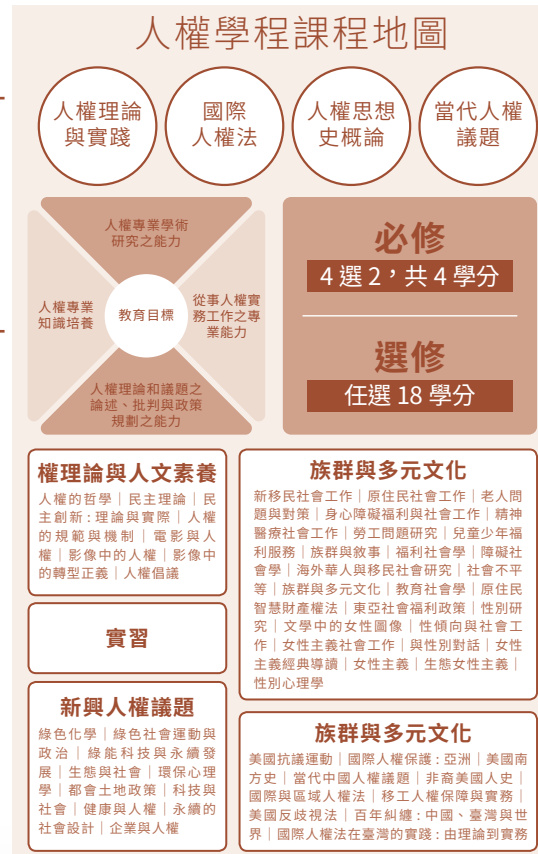 人權學程課程地圖
人權理論
與實踐
國際
人權法
人權思想
史概論
當代人權
議題
人權專業學術
研究之能力
人權專業
知識培養
教育目標
從事人權實
務工作之專
業能力
人權理論和議題之
論述、批判與政策
規劃之能力
必修
4 選 2，共 4 學分
選修
任選 18 學分
權理論與人文素養
人權的哲學｜民主理論｜民
主創新 : 理論與實際｜人權
的規範與機制｜電影與人
權｜影像中的人權｜影像中
的轉型正義｜人權倡議
實習
新興人權議題
綠色化學｜綠色社會運動與
政治｜綠能科技與永續發
展｜生態與社會｜環保心理
學｜都會土地政策｜科技與
社會｜健康與人權｜永續的
社會設計｜企業與人權
族群與多元文化
新移民社會工作｜原住民社會工作｜老人問
題與對策｜身心障礙福利與社會工作｜精神
醫療社會工作｜勞工問題研究｜兒童少年福
利服務｜族群與敘事｜福利社會學｜障礙社
會學｜海外華人與移民社會研究｜社會不平
等｜族群與多元文化｜教育社會學｜原住民
智慧財產權法｜東亞社會福利政策｜性別研
究｜文學中的女性圖像｜性傾向與社會工
作｜女性主義社會工作｜與性別對話｜女性
主義經典導讀｜女性主義｜生態女性主義｜
性別心理學
族群與多元文化
美國抗議運動｜國際人權保護 : 亞洲｜美國南
方史｜當代中國人權議題｜非裔美國人史｜
國際與區域人權法｜移工人權保障與實務｜
美國反歧視法｜百年糾纏 : 中國、臺灣與世
界｜國際人權法在臺灣的實踐 : 由理論到實務